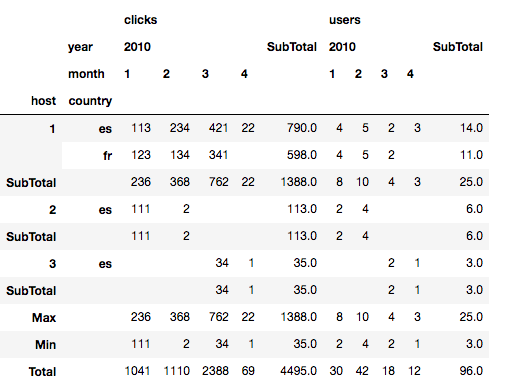 clicks users
year 2010 SubTotal 2010 SubTotal
month 1 2 3 4 1 2 3 4
host country
1 es 113 234 421 22 790.0 4 5 2 3 14.0
fr 123 134 341 598.0 4 5 2 11.0
SubTotal 236 368 762 22 1388.0 8 10 4 3 25.0
2 es 111 2 113.0 2 4 6.0
SubTotal 111 2 113.0 2 4 6.0
3 es 34 1 35.0 2 1 3.0
SubTotal 34 1 35.0 2 1 3.0
Max 236 368 762 22 1388.0 8 10 4 3 25.0
Min 111 2 34 1 35.0 2 4 2 1 3.0
Total 1041 1110 2388 69 4495.0 30 42 18 12 96.0